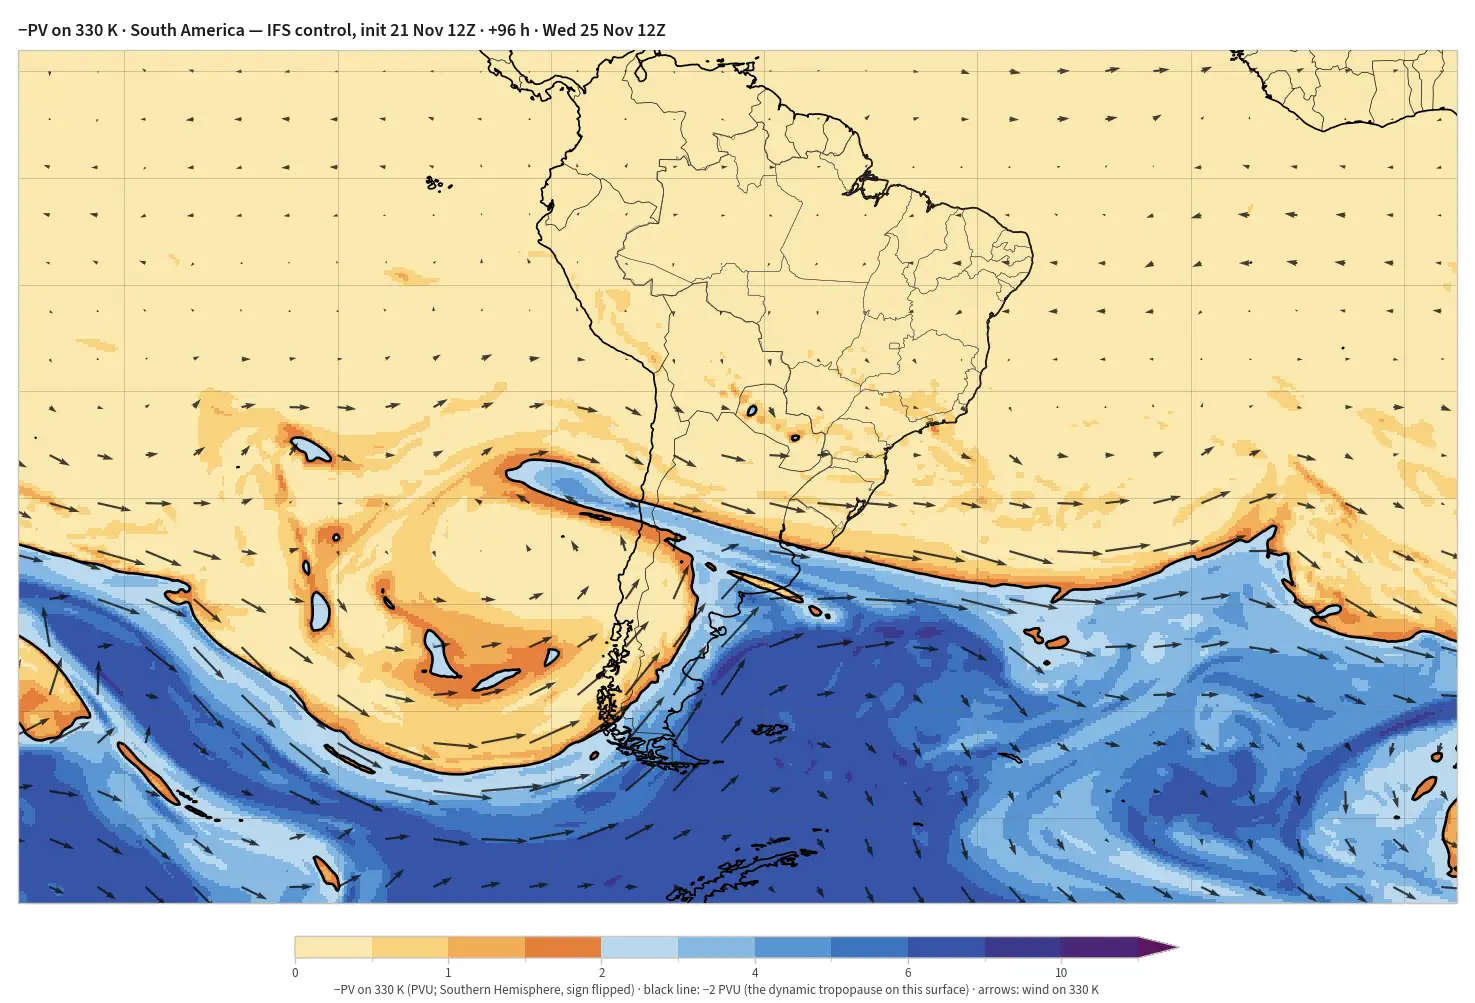 −PV on 330 K · South America — IFS control, init 21 Nov 12Z · +96 h · Wed 25 Nov 12Z
0 1 2 4 6 10
−PV on 330 K (PVU; Southern Hemisphere, sign flipped) · black line: −2 PVU (the dynamic tropopause on this surface) · arrows: wind on 330 K